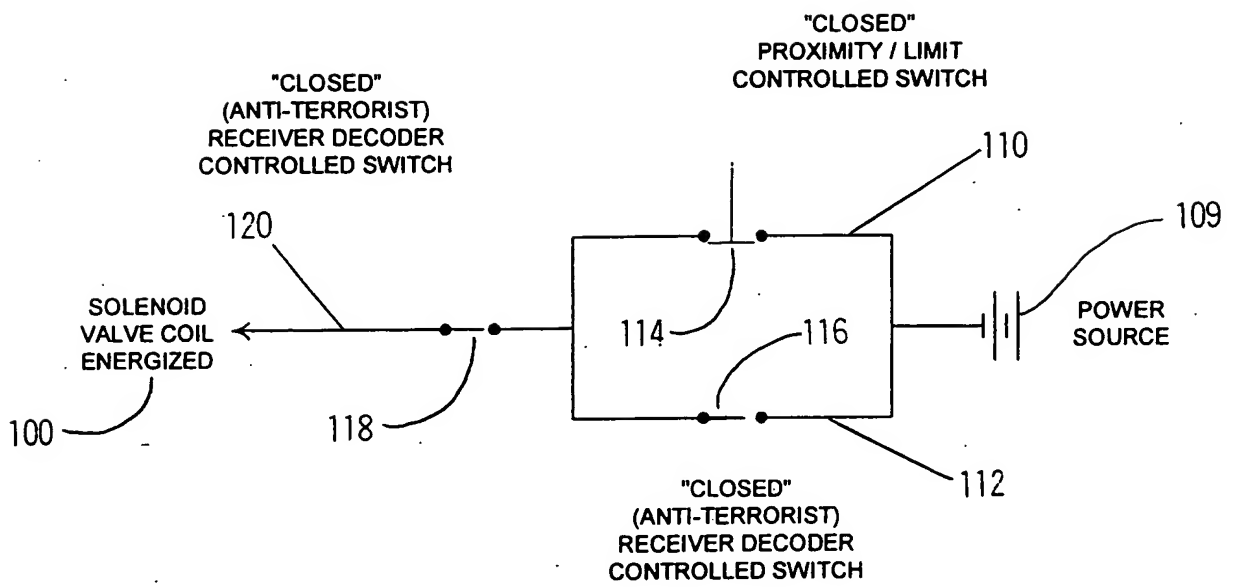 "CLOSED"
PROXIMITY / LIMIT
CONTROLLED SWITCH
"CLOSED"
(ANTI-TERRORIST)
RECEIVER DECODER
CONTROLLED SWITCH
110
109
120
SOLENOID
VALVE COIL
ENERGIZED
114
116
POWER
SOURCE
100
118
112
"CLOSED"
(ANTI-TERRORIST)
RECEIVER DECODER
CONTROLLED SWITCH